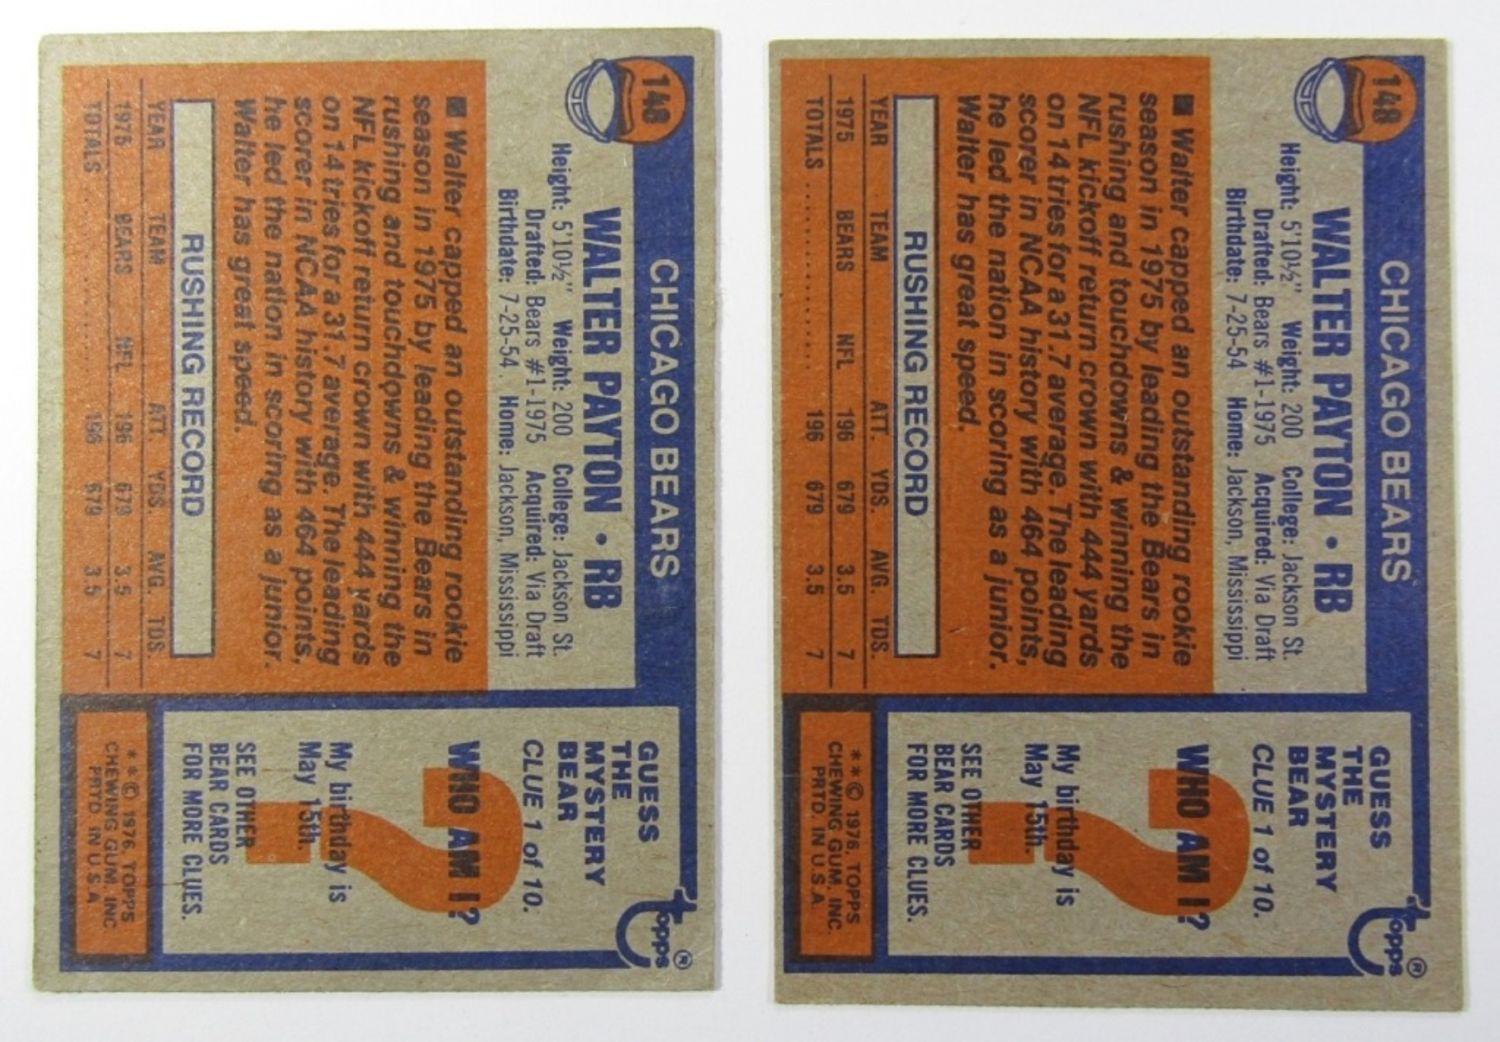 148
CHICAGO BEARS
WALTER PAYTON • RB
Height: 5'10½" Weight: 200 College: Jackson St.
Drafted: Bears #1-1975 Acquired: Via Draft
Birthdate: 7-25-54 Home: Jackson, Mississippi
■ Walter capped an outstanding rookie
season in 1975 by leading the Bears in
rushing and touchdowns & winning the
NFL kickoff return crown with 444 yards
on 14 tries for a 31.7 average. The leading
scorer in NCAA history with 464 points,
he led the nation in scoring as a junior.
Walter has great speed.
RUSHING RECORD
YEAR TEAM ATT. YDS. AVG. TDS.
1975 BEARS NFL 196 679 3.5 7
TOTALS .......... 196 679 3.5 7
GUESS
THE
MYSTERY
BEAR
CLUE 1 of 10.
WHO AM I?
?
My birthday is
May 15th.
SEE OTHER
BEAR CARDS
FOR MORE CLUES.
topps®
**© 1976, TOPPS
CHEWING GUM, INC
PRTD. IN U.S.A.
148
CHICAGO BEARS
WALTER PAYTON • RB
Height: 5'10½" Weight: 200 College: Jackson St.
Drafted: Bears #1-1975 Acquired: Via Draft
Birthdate: 7-25-54 Home: Jackson, Mississippi
■ Walter capped an outstanding rookie
season in 1975 by leading the Bears in
rushing and touchdowns & winning the
NFL kickoff return crown with 444 yards
on 14 tries for a 31.7 average. The leading
scorer in NCAA history with 464 points,
he led the nation in scoring as a junior.
Walter has great speed.
RUSHING RECORD
YEAR TEAM ATT. YDS. AVG. TDS.
1975 BEARS NFL 196 679 3.5 7
TOTALS .......... 196 679 3.5 7
GUESS
THE
MYSTERY
BEAR
CLUE 1 of 10.
WHO AM I?
?
My birthday is
May 15th.
SEE OTHER
BEAR CARDS
FOR MORE CLUES.
topps®
**© 1976, TOPPS
CHEWING GUM, INC.
PRTD. IN U.S.A.